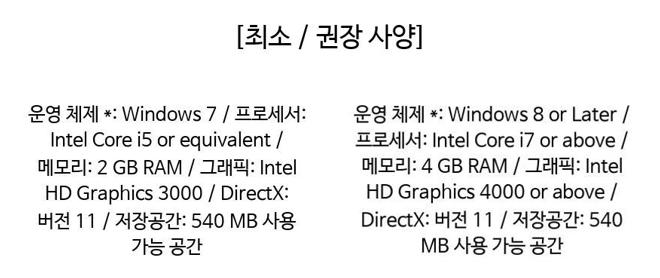 [최소 / 권장 사양]
운영 체제 *: Windows 7 / 프로세서:
Intel Core i5 or equivalent /
메모리: 2 GB RAM / 그래픽: Intel
HD Graphics 3000 / DirectX:
버전 11 / 저장공간: 540 MB 사용
가능 공간
운영 체제 *: Windows 8 or Later /
프로세서: Intel Core i7 or above /
메모리: 4 GB RAM / 그래픽: Intel
HD Graphics 4000 or above /
DirectX: 버전 11 / 저장공간: 540
MB 사용 가능 공간